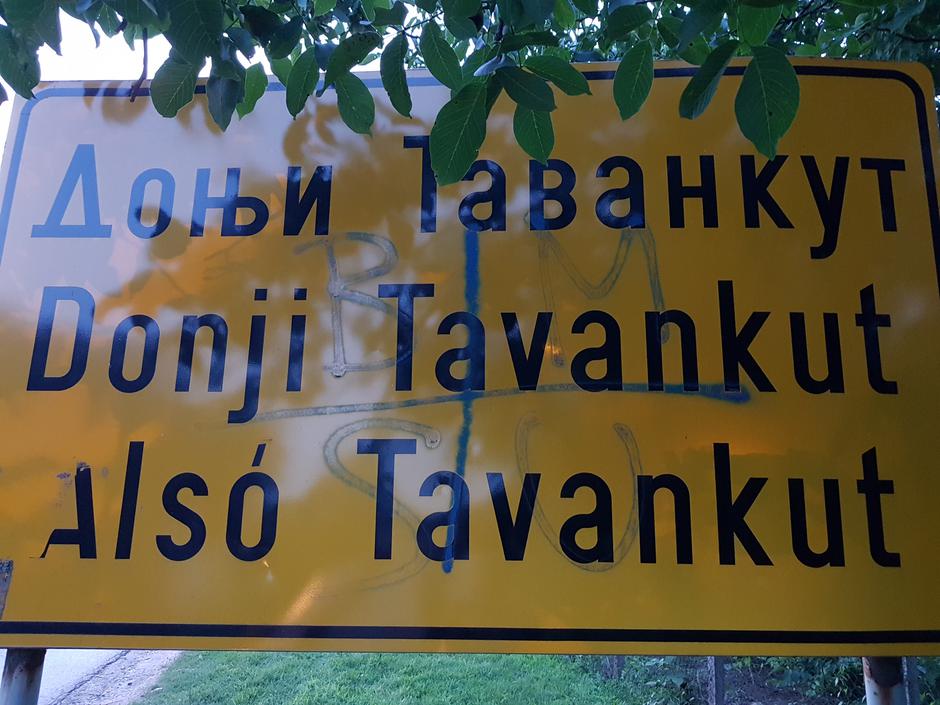 Доњи Таванкут
Donji Tavankut
Alsó Tavankut
B M
S U